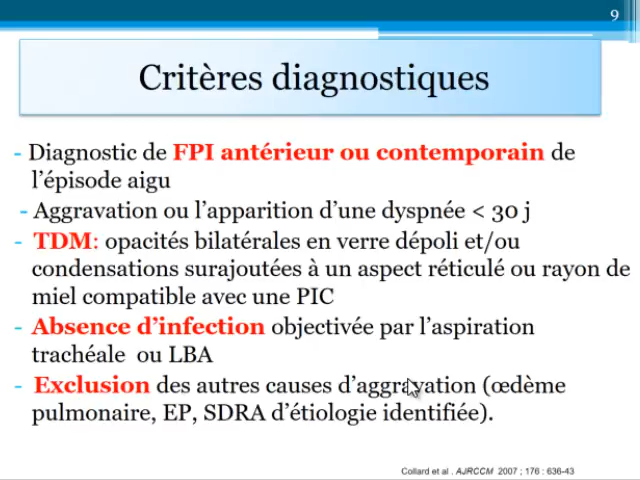 9
Critères diagnostiques
- Diagnostic de FPI antérieur ou contemporain de
l'épisode aigu
- Aggravation ou l'apparition d'une dyspnée < 30 j
- TDM: opacités bilatérales en verre dépoli et/ou
condensations surajoutées à un aspect réticulé ou rayon de
miel compatible avec une PIC
- Absence d'infection objectivée par l'aspiration
trachéale ou LBA
- Exclusion des autres causes d'aggravation (œdème
pulmonaire, EP, SDRA d'étiologie identifiée).
Collard et al . AJRCCM 2007 ; 176 : 636-43